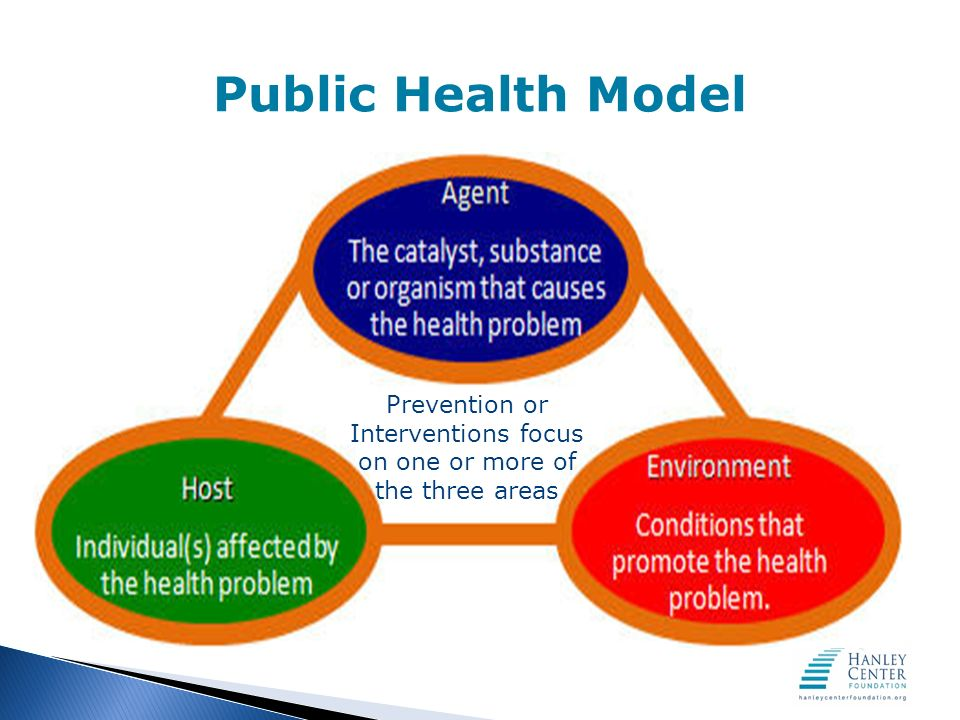 Public Health Model
Agent
The catalyst, substance
or organism that causes
the health problem
Prevention or
Interventions focus
on one or more of
the three areas
Host
Individual(s) affected by
the health problem
Environment
Conditions that
promote the health
problem.
HANLEY
CENTER
FOUNDATION
hanleycenterfoundation.org